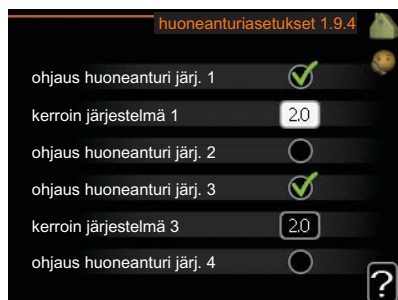 huoneanturiasetukset 1.9.4
ohjaus huoneanturi järj. 1
kerroin järjestelmä 1 2.0
ohjaus huoneanturi järj. 2
ohjaus huoneanturi järj. 3
kerroin järjestelmä 3 2.0
ohjaus huoneanturi järj. 4
?